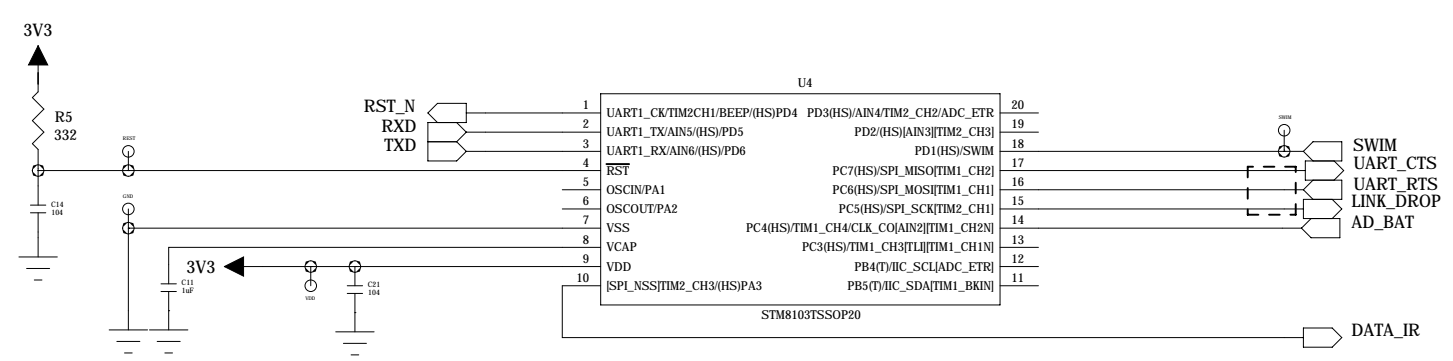 3V3
R5
332
REST
C14
104
GND
3V3
VDD
C11
1uF
C21
104
RST_N
RXD
TXD
U4
1 UART1_CK/TIM2CH1/BEEP/(HS)PD4 PD3(HS)/AIN4/TIM2_CH2/ADC_ETR 20
2 UART1_TX/AIN5/(HS)/PD5 PD2/(HS)[AIN3][TIM2_CH3] 19
3 UART1_RX/AIN6/(HS)/PD6 PD1(HS)/SWIM 18
4 RST PC7(HS)/SPI_MISO[TIM1_CH2] 17
5 OSCIN/PA1 PC6(HS)/SPI_MOSI[TIM1_CH1] 16
6 OSCOUT/PA2 PC5(HS)/SPI_SCK[TIM2_CH1] 15
7 VSS PC4(HS)/TIM1_CH4/CLK_CO[AIN2][TIM1_CH2N] 14
8 VCAP PC3(HS)/TIM1_CH3[TLI][TIM1_CH1N] 13
9 VDD PB4(T)/IIC_SCL[ADC_ETR] 12
10 [SPI_NSS]TIM2_CH3/(HS)PA3 PB5(T)/IIC_SDA[TIM1_BKIN] 11
STM8103TSSOP20
SWIM
SWIM
UART_CTS
UART_RTS
LINK_DROP
AD_BAT
DATA_IR